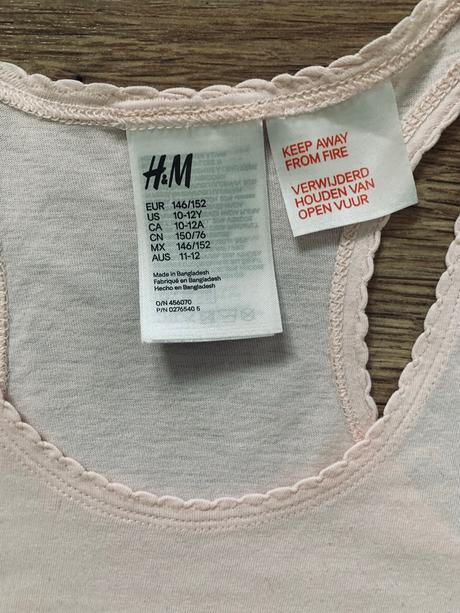 H&M
EUR 146/152
US 10-12Y
CA 10-12A
CN 150/76
MX 146/152
AUS 11-12
Made in Bangladesh
Fabriqué en Bangladesh
Hecho en Bangladesh
O/N 456070
P/N 0276540 5
KEEP AWAY
FROM FIRE
VERWIJDERD
HOUDEN VAN
OPEN VUUR